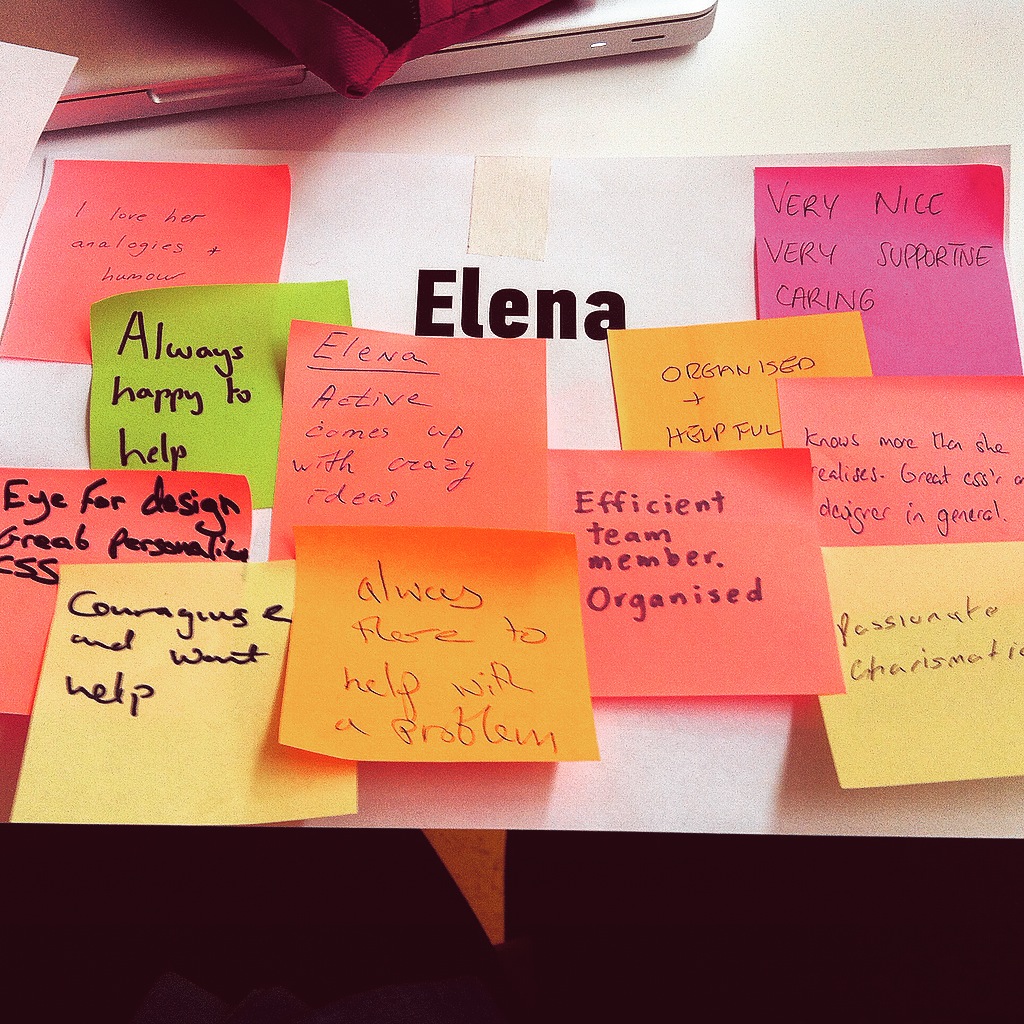 I love her
analogies +
humour
Elena
VERY NICE
VERY SUPPORTIVE
CARING
Always
happy to
help
Elena
Active
comes up
with crazy
ideas
ORGANISED
+
HELPFUL
Knows more than she
realises. Great css'r
designer in general.
Eye for design
Great personality
CSS
Efficient
team
member.
Organised
Couragius
and want
help
always
there to
help with
a problem
Passionate
Charismatic